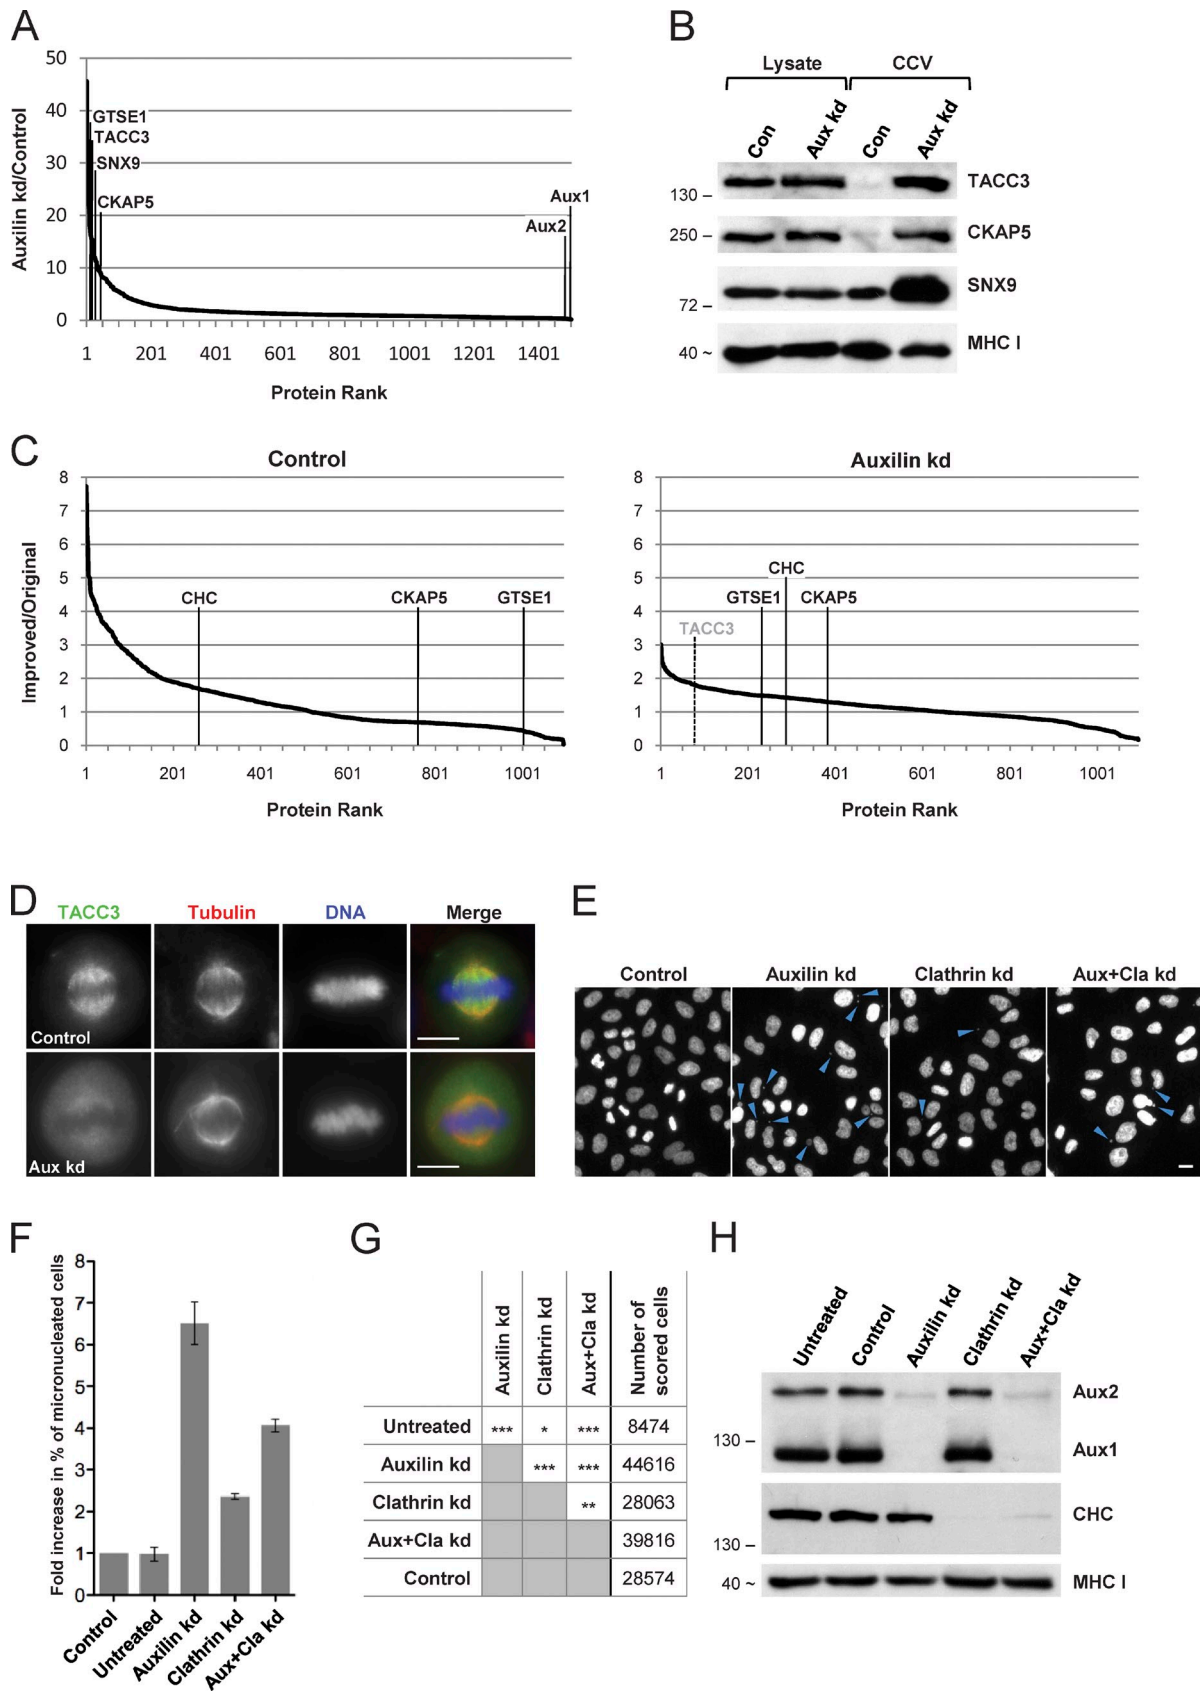 A
50
40
30
20
10
0
Auxilin kd/Control
GTSE1
TACC3
SNX9
CKAP5
Aux1
Aux2
1 201 401 601 801 1001 1201 1401
Protein Rank
B
Lysate CCV
Con Aux kd Con Aux kd
130 – TACC3
250 – CKAP5
72 – SNX9
40 ~ MHC I
C
Control
8
7
6
5
4
3
2
1
0
Improved/Original
CHC CKAP5 GTSE1
1 201 401 601 801 1001
Protein Rank
Auxilin kd
8
7
6
5
4
3
2
1
0
CHC
GTSE1 CKAP5
TACC3
1 201 401 601 801 1001
Protein Rank
D
TACC3 Tubulin DNA Merge
Control
Aux kd
E
Control Auxilin kd Clathrin kd Aux+Cla kd
F
8
7
6
5
4
3
2
1
0
Fold increase in % of micronucleated cells
Control Untreated Auxilin kd Clathrin kd Aux+Cla kd
G
Auxilin kd Clathrin kd Aux+Cla kd Number of scored cells
Untreated *** * *** 8474
Auxilin kd *** *** 44616
Clathrin kd ** 28063
Aux+Cla kd 39816
Control 28574
H
Untreated Control Auxilin kd Clathrin kd Aux+Cla kd
Aux2
130 – Aux1
CHC
130 –
40 ~ MHC I